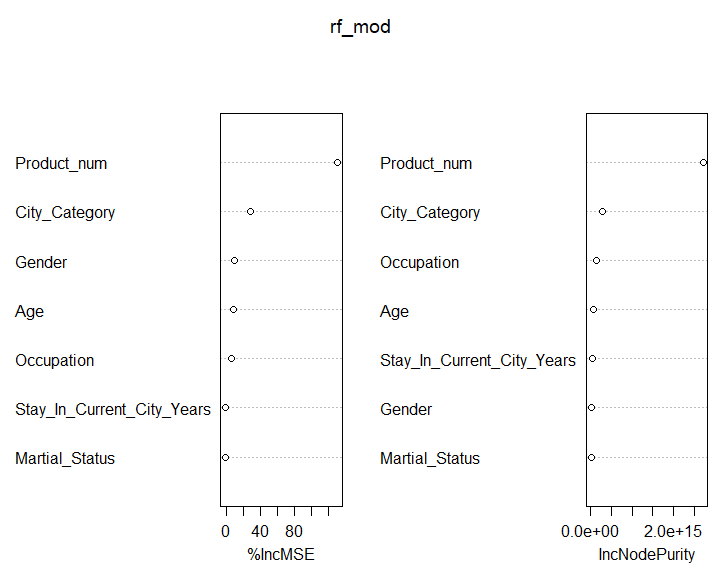 rf_mod
Product_num
City_Category
Gender
Age
Occupation
Stay_In_Current_City_Years
Martial_Status
0 40 80
%IncMSE
Product_num
City_Category
Occupation
Age
Stay_In_Current_City_Years
Gender
Martial_Status
0.0e+00 2.0e+15
IncNodePurity